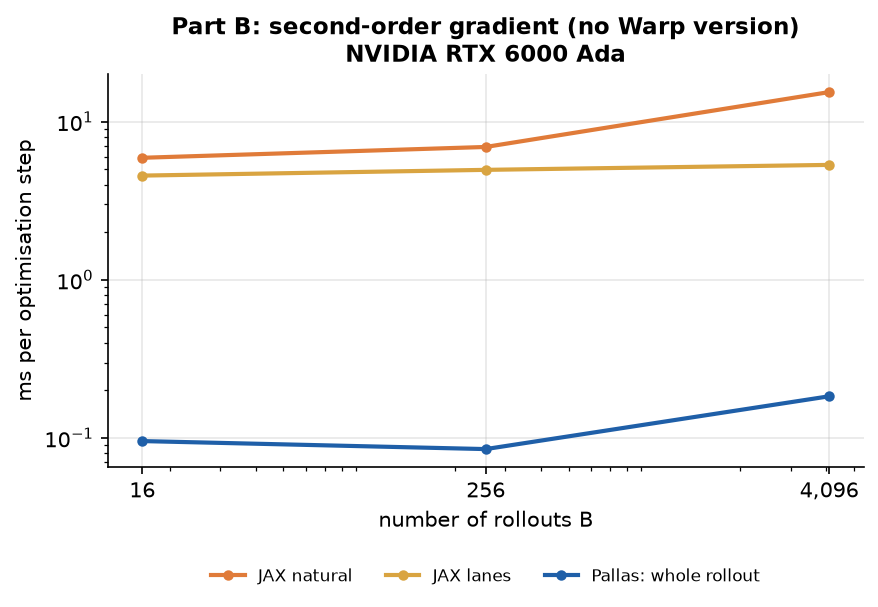 Part B: second-order gradient (no Warp version)
NVIDIA RTX 6000 Ada
ms per optimisation step
10¹
10⁰
10⁻¹
16
256
4,096
number of rollouts B
JAX natural
JAX lanes
Pallas: whole rollout